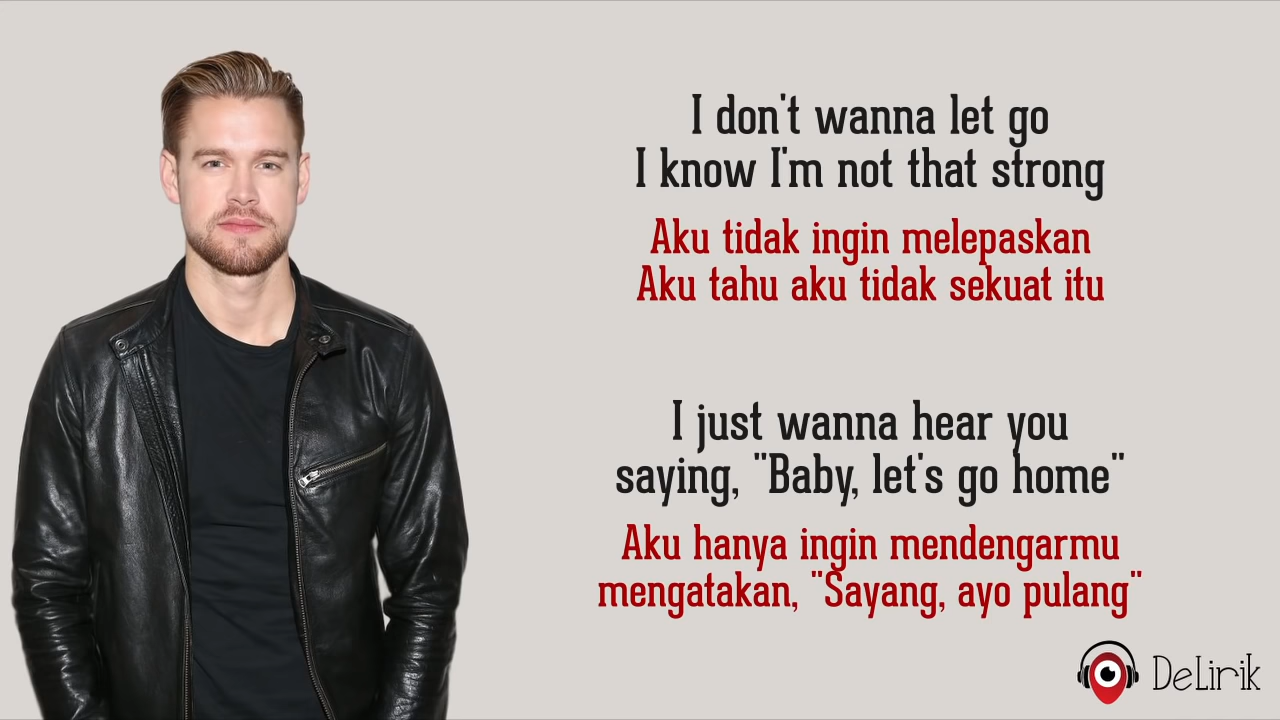 I don't wanna let go
I know I'm not that strong
Aku tidak ingin melepaskan
Aku tahu aku tidak sekuat itu
I just wanna hear you
saying, "Baby, let's go home"
Aku hanya ingin mendengarmu
mengatakan, "Sayang, ayo pulang"
DeLirik